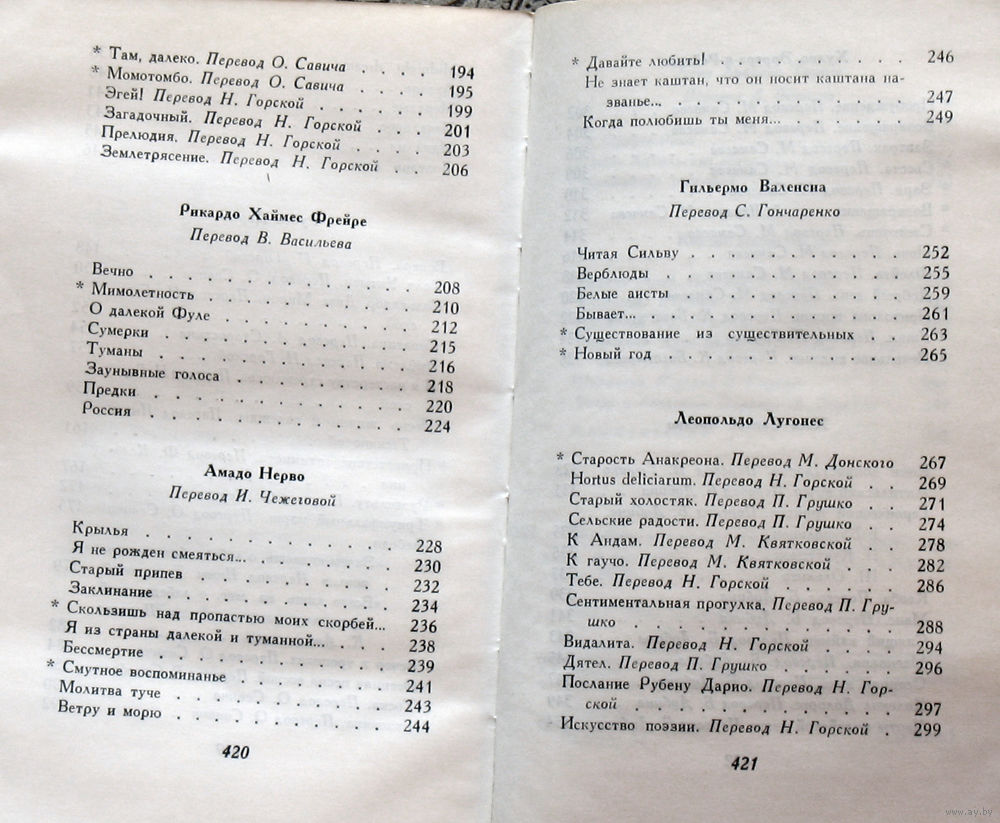 * Там, далеко. Перевод О. Савича . . . . 194
* Момотомбо. Перевод О. Савича . . . . 195
Эгей! Перевод Н. Горской . . . . . . 199
Загадочный. Перевод Н. Горской . . . . 201
Прелюдия. Перевод Н. Горской . . . . 203
Землетрясение. Перевод Н. Горской . . 206
Рикардо Хаймес Фрейре
Перевод В. Васильева
Вечно . . . . . . . . . . . . 208
* Мимолетность . . . . . . . . . . 210
О далекой Фуле . . . . . . . . . 212
Сумерки . . . . . . . . . . . 215
Туманы . . . . . . . . . . . 216
Заунывные голоса . . . . . . . . 218
Предки . . . . . . . . . . . . 220
Россия . . . . . . . . . . . . 224
Амадо Нерво
Перевод И. Чежеговой
Крылья . . . . . . . . . . . . 228
Я не рожден смеяться... . . . . . . . 230
Старый припев . . . . . . . . . 232
Заклинание . . . . . . . . . . 234
* Скользишь над пропастью моих скорбей... 236
Я из страны далекой и туманной... . . . 238
Бессмертие . . . . . . . . . . 239
* Смутное воспоминанье . . . . . . . 241
Молитва туче . . . . . . . . . . 243
Ветру и морю . . . . . . . . . . 244
420
* Давайте любить! . . . . . . . . . 246
Не знает каштан, что он носит каштана на-
званье... . . . . . . . . . . 247
Когда полюбишь ты меня... . . . . . . 249
Гильермо Валенсиа
Перевод С. Гончаренко
Читая Сильву . . . . . . . . . . 252
Верблюды . . . . . . . . . . . 255
Белые аисты . . . . . . . . . . 259
Бывает... . . . . . . . . . . . 261
* Существование из существительных . . 263
* Новый год . . . . . . . . . . . 265
Леопольдо Лугонес
* Старость Анакреона. Перевод М. Донского 267
Hortus deliciarum. Перевод Н. Горской . . 269
Старый холостяк. Перевод П. Грушко . . 271
Сельские радости. Перевод П. Грушко . . 274
К Андам. Перевод М. Квятковской . . 278
К гаучо. Перевод М. Квятковской . . . 282
Тебе. Перевод Н. Горской . . . . . . 286
Сентиментальная прогулка. Перевод П. Гру-
шко . . . . . . . . . . . . 288
Видалита. Перевод Н. Горской . . . . 294
Дятел. Перевод П. Грушко . . . . . . 296
Послание Рубену Дарио. Перевод Н. Гор-
ской . . . . . . . . . . . . 297
Искусство поэзии. Перевод Н. Горской . 299
421
www.ay.by